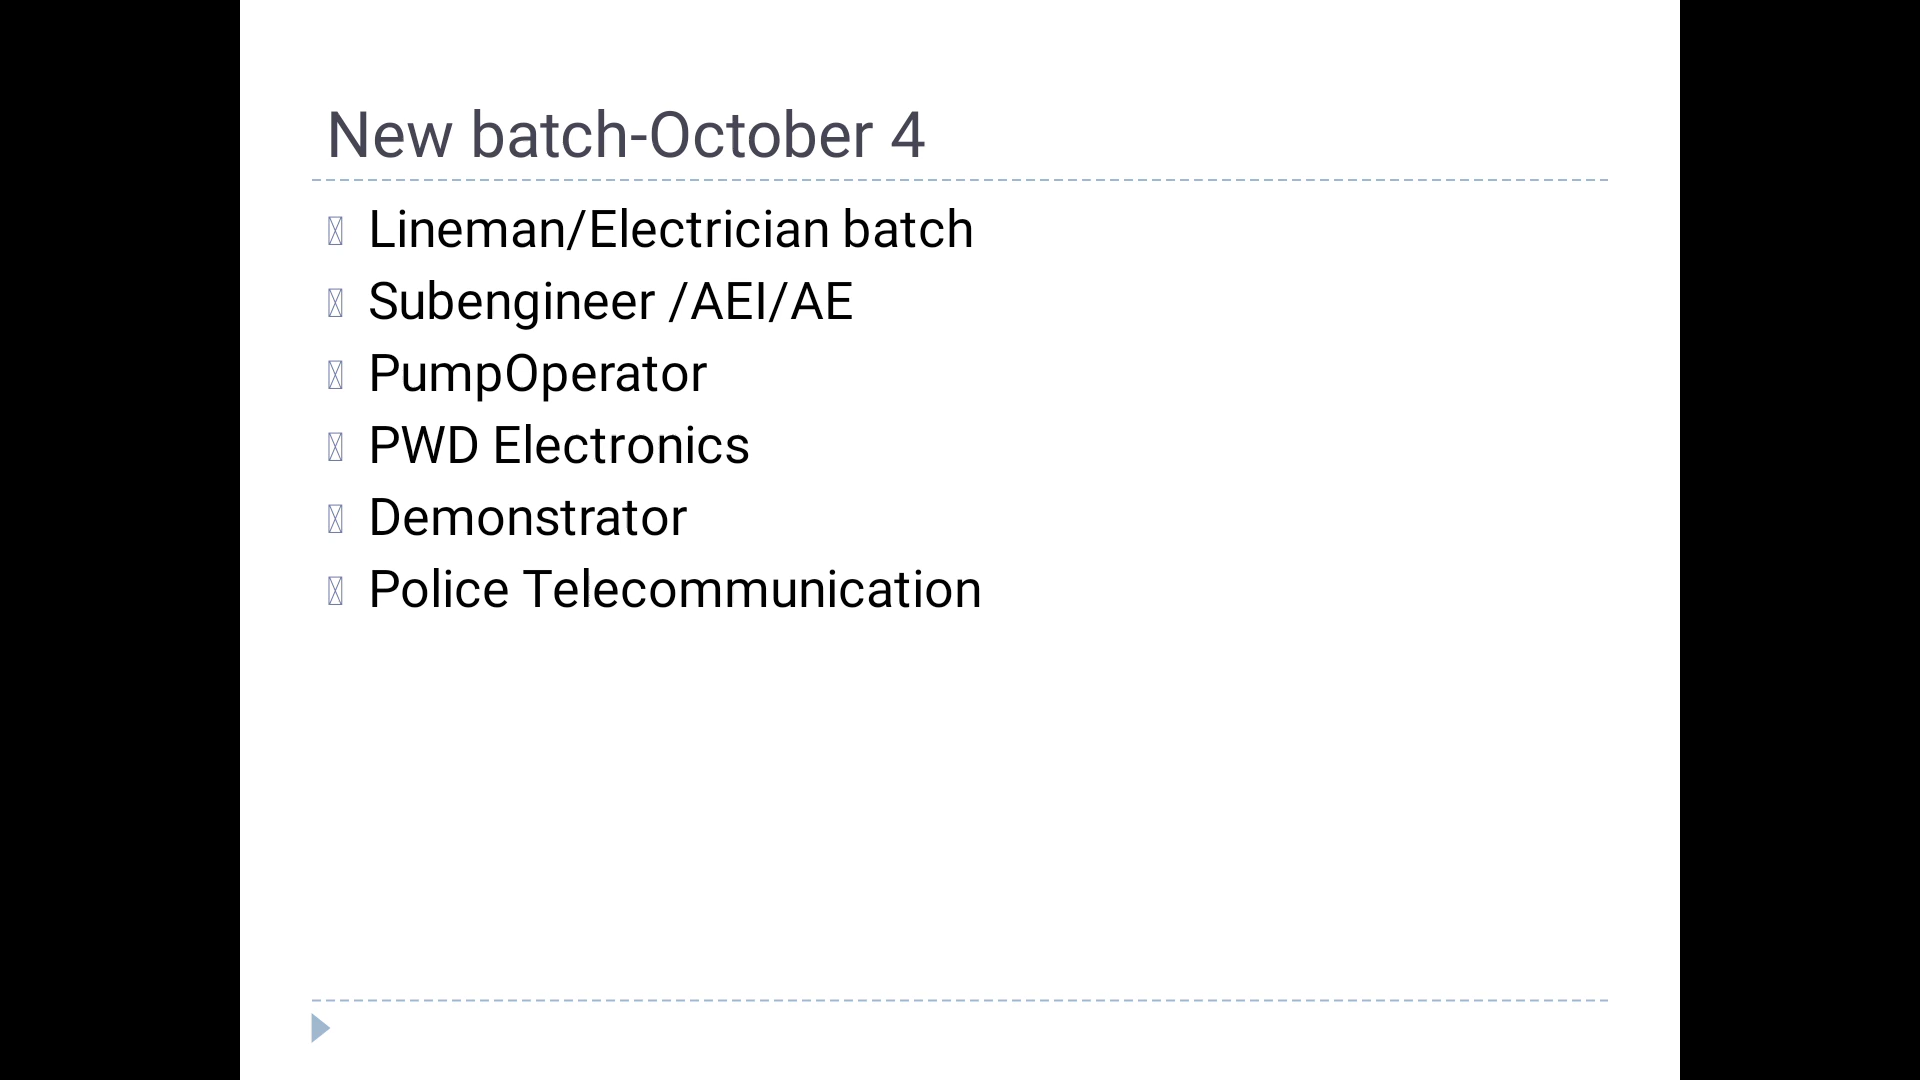 New batch-October 4
Lineman/Electrician batch
Subengineer /AEI/AE
PumpOperator
PWD Electronics
Demonstrator
Police Telecommunication